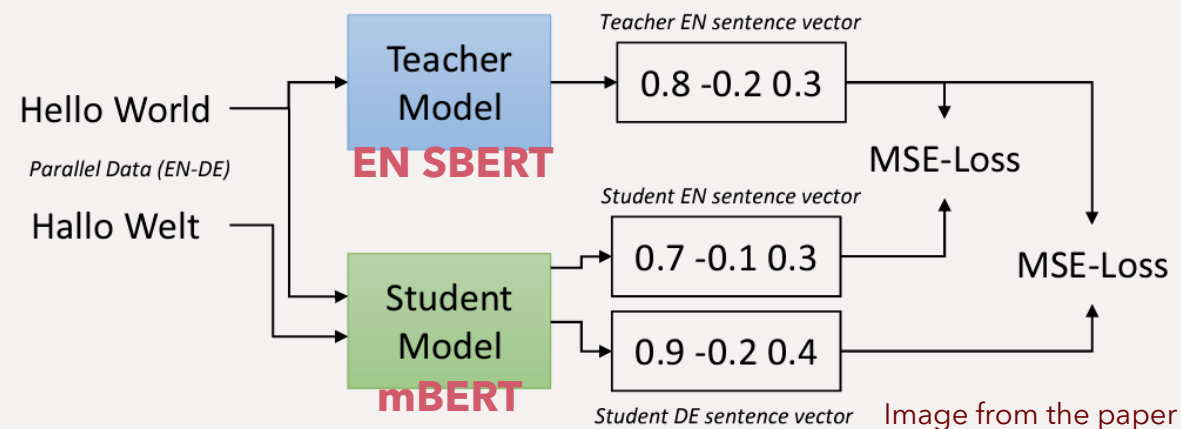 Teacher EN sentence vector
Teacher
Model
0.8 -0.2 0.3
Hello World
EN SBERT
MSE-Loss
Parallel Data (EN-DE)
Student EN sentence vector
Hallo Welt
0.7 -0.1 0.3
MSE-Loss
Student
Model
0.9 -0.2 0.4
mBERT
Student DE sentence vector
Image from the paper